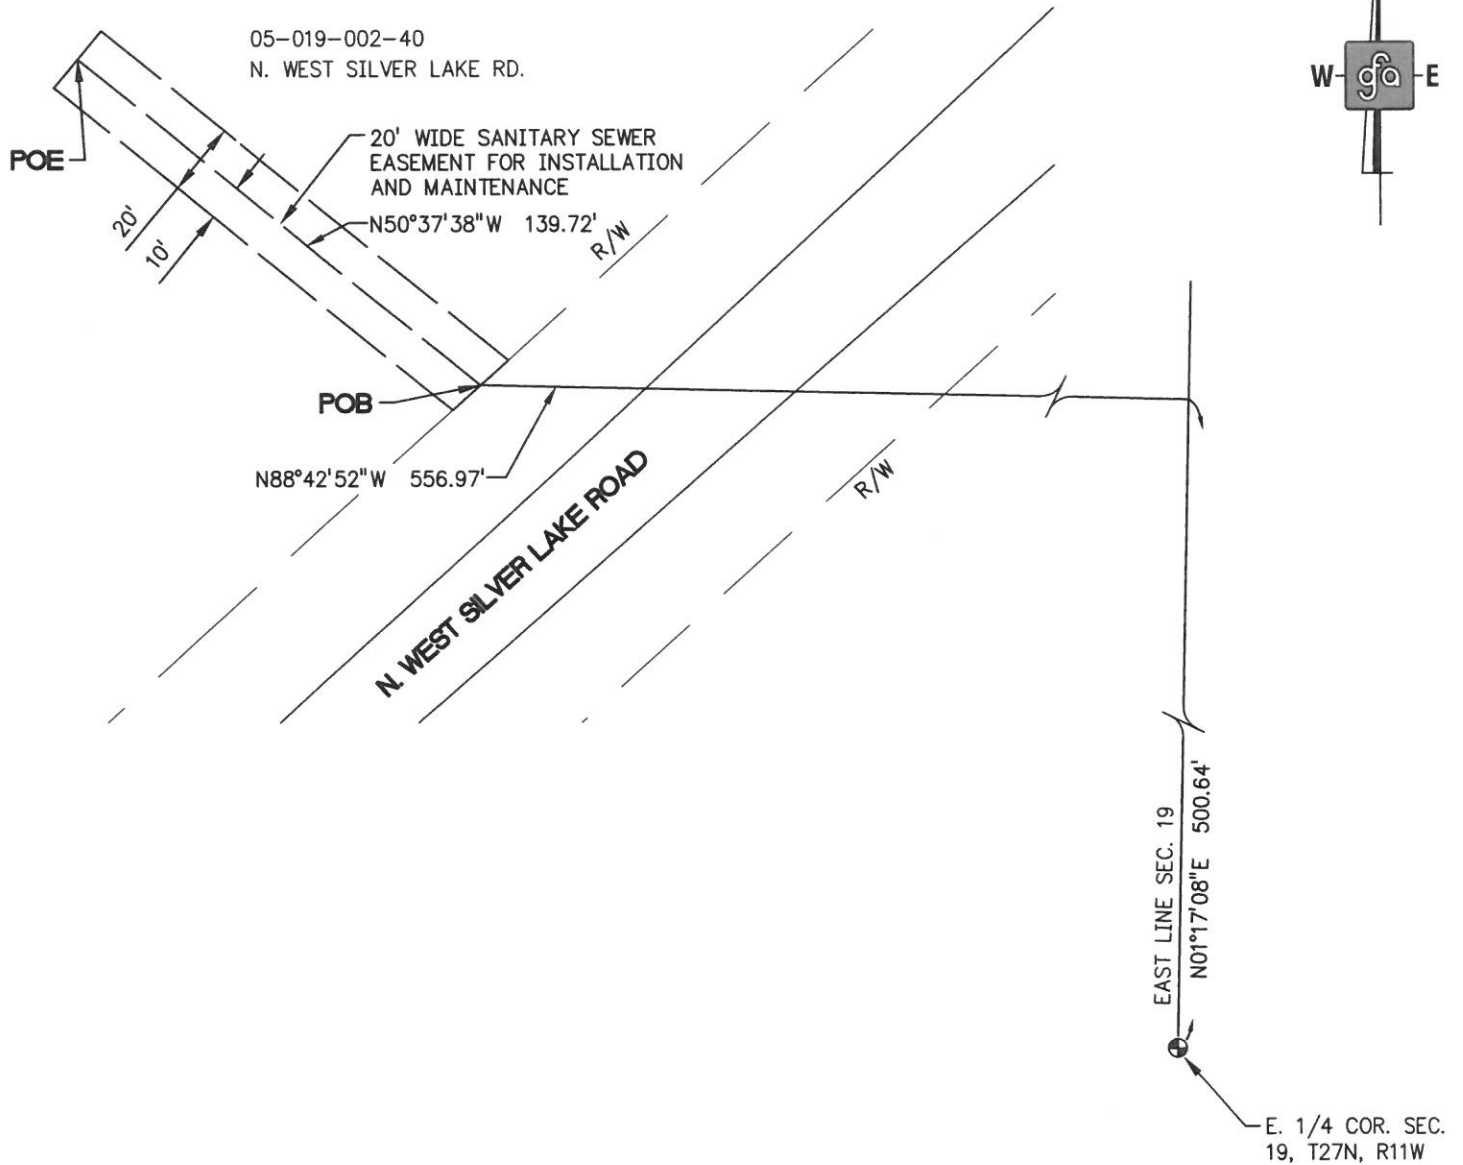 05-019-002-40
N. WEST SILVER LAKE RD.
W
gfa
E
20' WIDE SANITARY SEWER
EASEMENT FOR INSTALLATION
AND MAINTENANCE
POE
N50°37'38"W 139.72'
20'
10'
R/W
POB
N88°42'52"W 556.97'
R/W
N. WEST SILVER LAKE ROAD
EAST LINE SEC. 19
N01°17'08"E 500.64'
E. 1/4 COR. SEC.
19, T27N, R11W